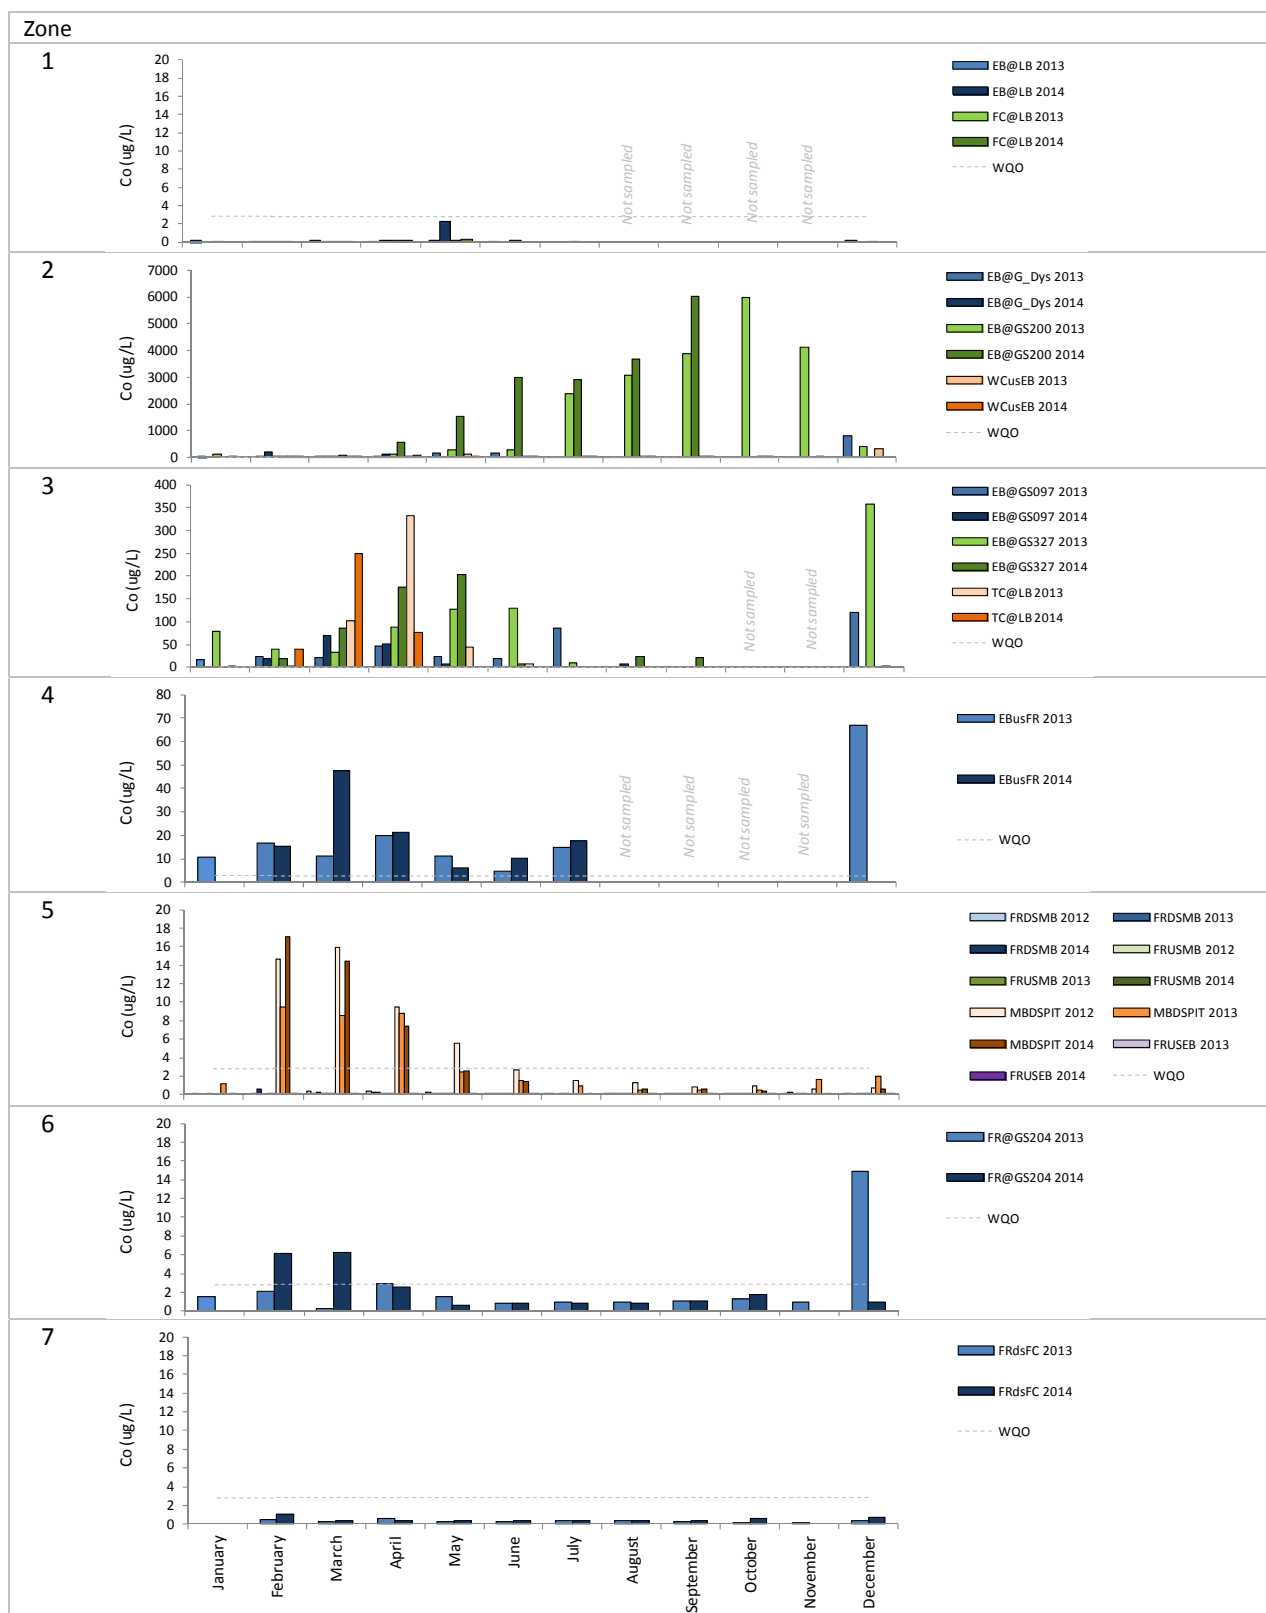 Zone
1
Co (ug/L)
20
18
16
14
12
10
8
6
4
2
0
Not sampled
Not sampled
Not sampled
Not sampled
EB@LB 2013
EB@LB 2014
FC@LB 2013
FC@LB 2014
WQO
2
Co (ug/L)
7000
6000
5000
4000
3000
2000
1000
0
EB@G_Dys 2013
EB@G_Dys 2014
EB@GS200 2013
EB@GS200 2014
WCusEB 2013
WCusEB 2014
WQO
3
Co (ug/L)
400
350
300
250
200
150
100
50
0
Not sampled
Not sampled
EB@GS097 2013
EB@GS097 2014
EB@GS327 2013
EB@GS327 2014
TC@LB 2013
TC@LB 2014
WQO
4
Co (ug/L)
80
70
60
50
40
30
20
10
0
Not sampled
Not sampled
Not sampled
Not sampled
EBusFR 2013
EBusFR 2014
WQO
5
Co (ug/L)
20
18
16
14
12
10
8
6
4
2
0
FRDSMB 2012 FRDSMB 2013
FRDSMB 2014 FRUSMB 2012
FRUSMB 2013 FRUSMB 2014
MBDSPIT 2012 MBDSPIT 2013
MBDSPIT 2014 FRUSEB 2013
FRUSEB 2014 WQO
6
Co (ug/L)
20
18
16
14
12
10
8
6
4
2
0
FR@GS204 2013
FR@GS204 2014
WQO
7
Co (ug/L)
20
18
16
14
12
10
8
6
4
2
0
FRdsFC 2013
FRdsFC 2014
WQO
January
February
March
April
May
June
July
August
September
October
November
December